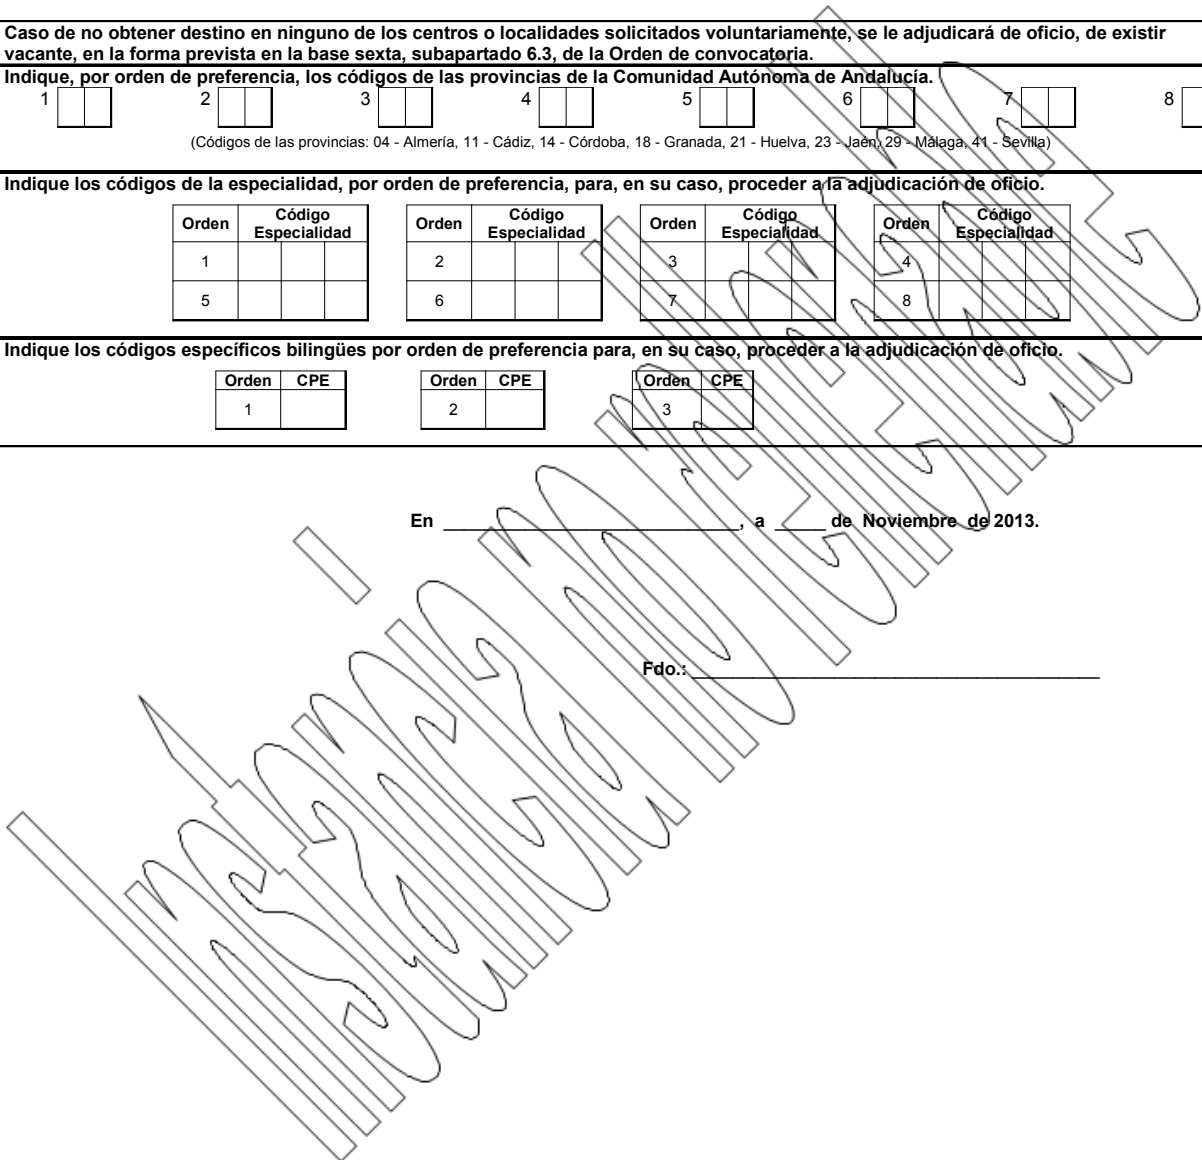 Caso de no obtener destino en ninguno de los centros o localidades solicitados voluntariamente, se le adjudicará de oficio, de existir
vacante, en la forma prevista en la base sexta, subapartado 6.3, de la Orden de convocatoria.
Indique, por orden de preferencia, los códigos de las provincias de la Comunidad Autónoma de Andalucía.
1 2 3 4 5 6 7 8
(Códigos de las provincias: 04 - Almería, 11 - Cádiz, 14 - Córdoba, 18 - Granada, 21 - Huelva, 23 - Jaén, 29 - Málaga, 41 - Sevilla)
Indique los códigos de la especialidad, por orden de preferencia, para, en su caso, proceder a la adjudicación de oficio.
Orden Código Especialidad Orden Código Especialidad Orden Código Especialidad Orden Código Especialidad
1 2 3 4
5 6 7 8
Indique los códigos específicos bilingües por orden de preferencia para, en su caso, proceder a la adjudicación de oficio.
Orden CPE Orden CPE Orden CPE
1 2 3
En ______________________________, a _____ de Noviembre de 2013.
Fdo.: __________________________________________
Instancia no telemática